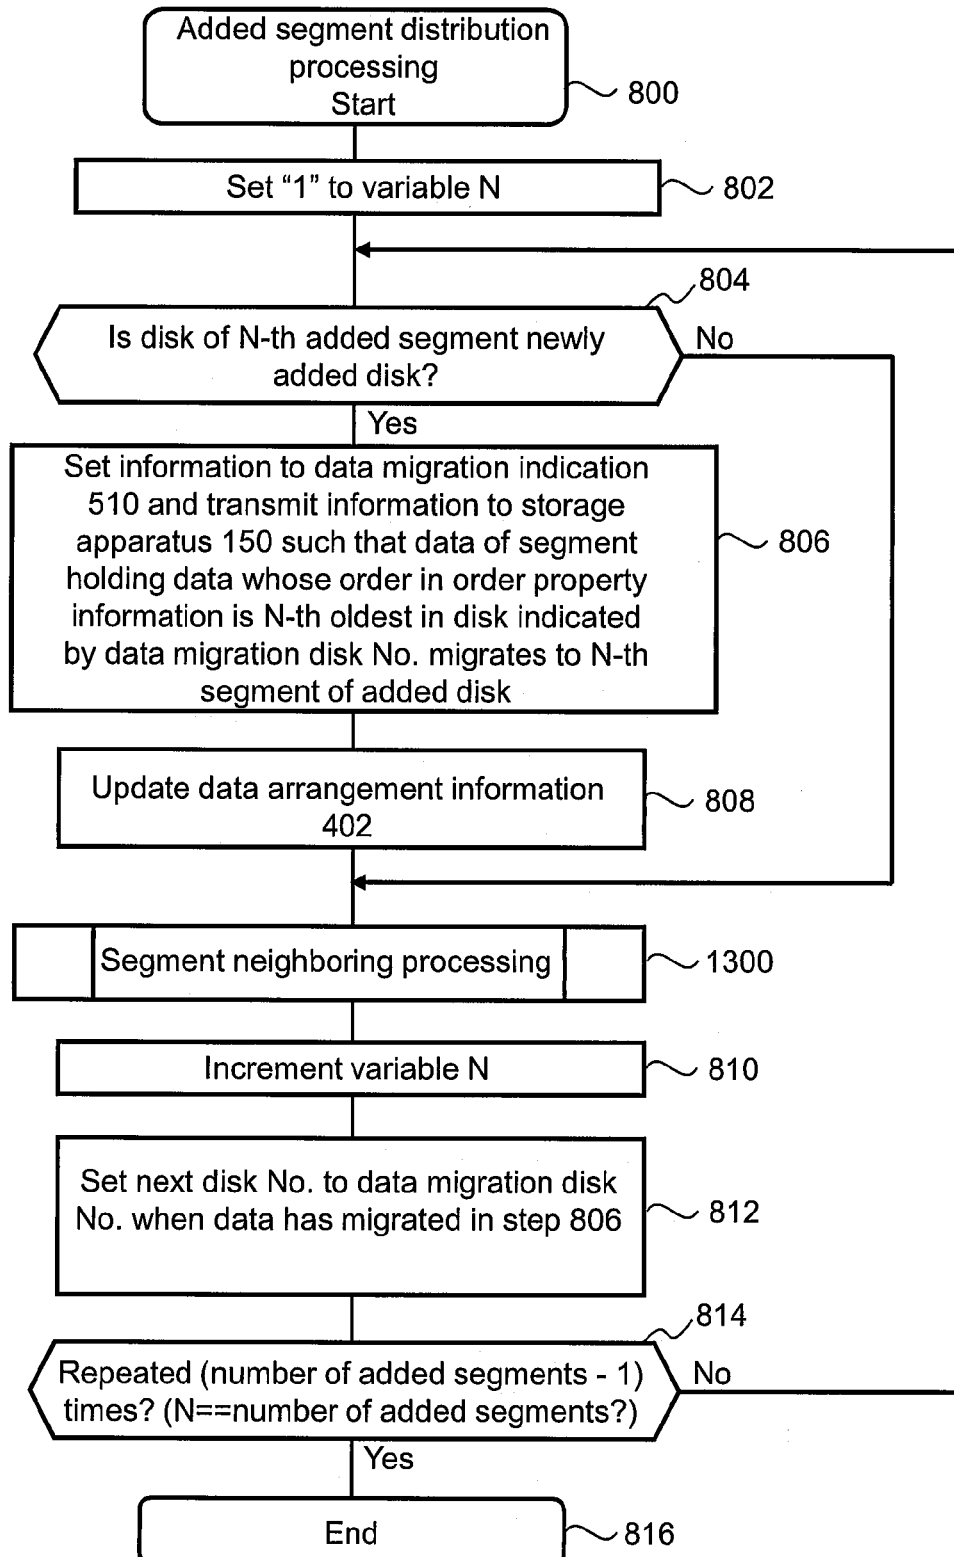 Added segment distribution
processing
Start
800
Set “1” to variable N
802
804
Is disk of N-th added segment newly
added disk?
No
Yes
Set information to data migration indication
510 and transmit information to storage
apparatus 150 such that data of segment
holding data whose order in order property
information is N-th oldest in disk indicated
by data migration disk No. migrates to N-th
segment of added disk
806
Update data arrangement information
402
808
Segment neighboring processing
1300
Increment variable N
810
Set next disk No. to data migration disk
No. when data has migrated in step 806
812
814
Repeated (number of added segments - 1)
times? (N==number of added segments?)
No
Yes
End
816